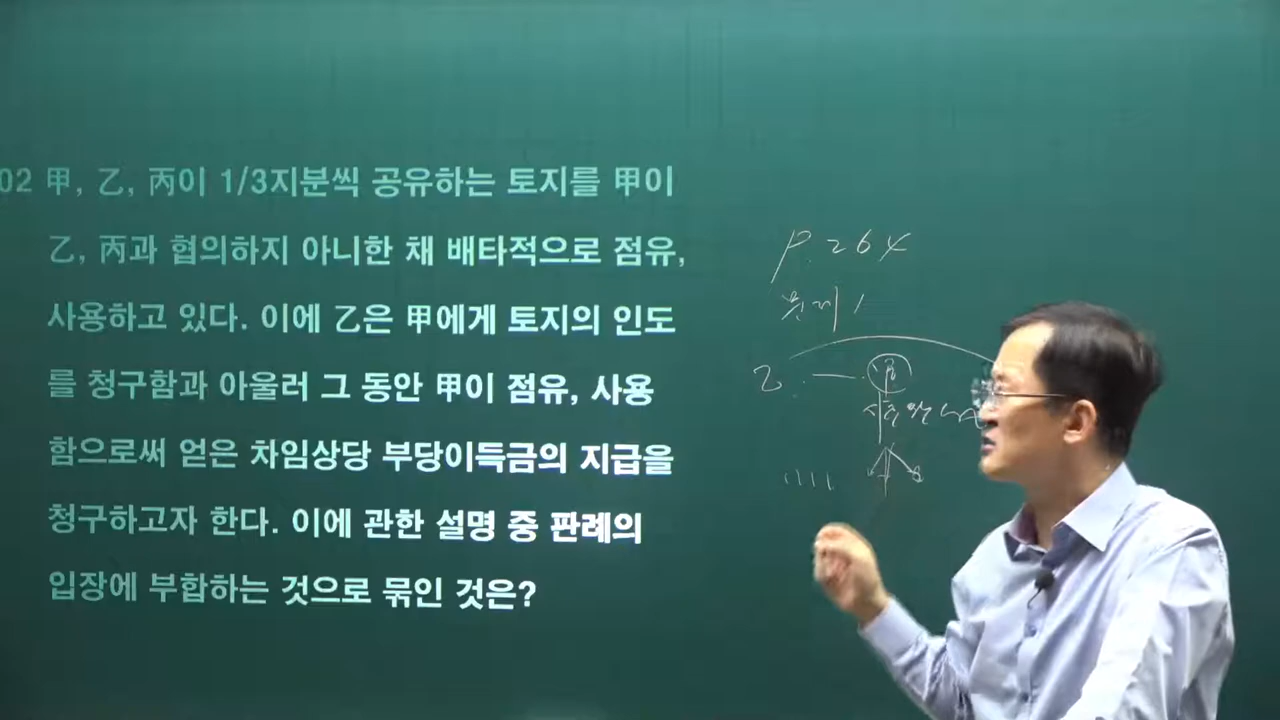 02 甲, 乙, 丙이 1/3지분씩 공유하는 토지를 甲이
乙, 丙과 협의하지 아니한 채 배타적으로 점유,
사용하고 있다. 이에 乙은 甲에게 토지의 인도
를 청구함과 아울러 그 동안 甲이 점유, 사용
함으로써 얻은 차임상당 부당이득금의 지급을
청구하고자 한다. 이에 관한 설명 중 판례의
입장에 부합하는 것으로 묶인 것은?
P.264
문제 1
乙